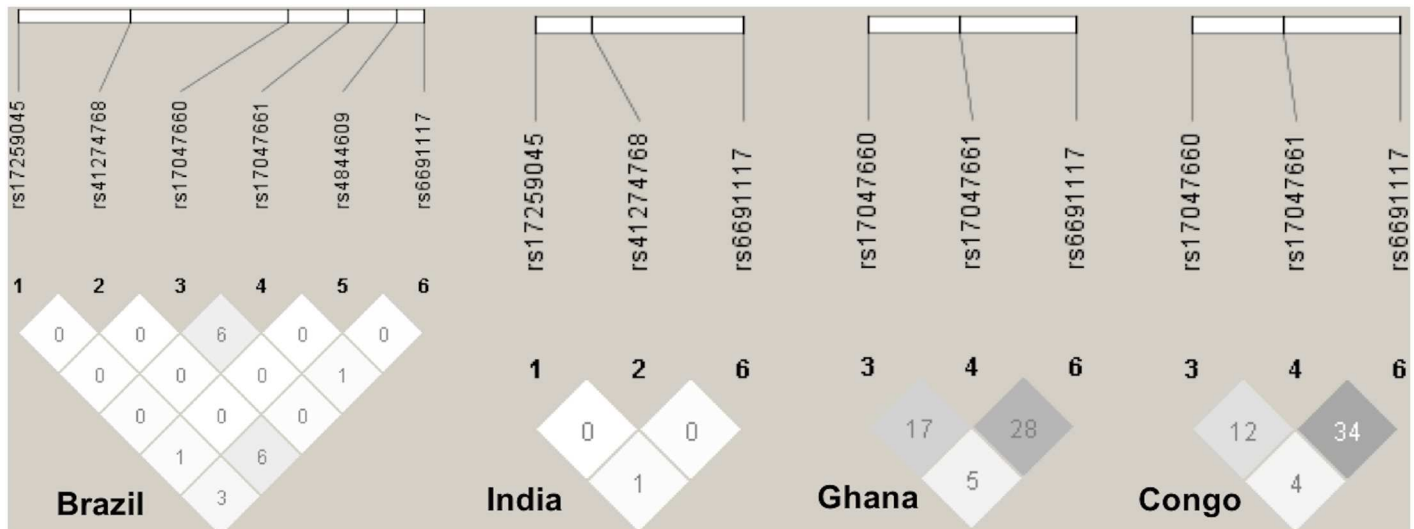 rs17259045
rs41274768
rs17047660
rs17047661
rs4844609
rs6691117
1 2 3 4 5 6
0 0 6 0 0
0 0 0 1
0 0 0
1 6
3
Brazil
rs17259045
rs41274768
rs6691117
1 2 6
0 0
1
India
rs17047660
rs17047661
rs6691117
3 4 6
17 28
5
Ghana
rs17047660
rs17047661
rs6691117
3 4 6
12 34
4
Congo